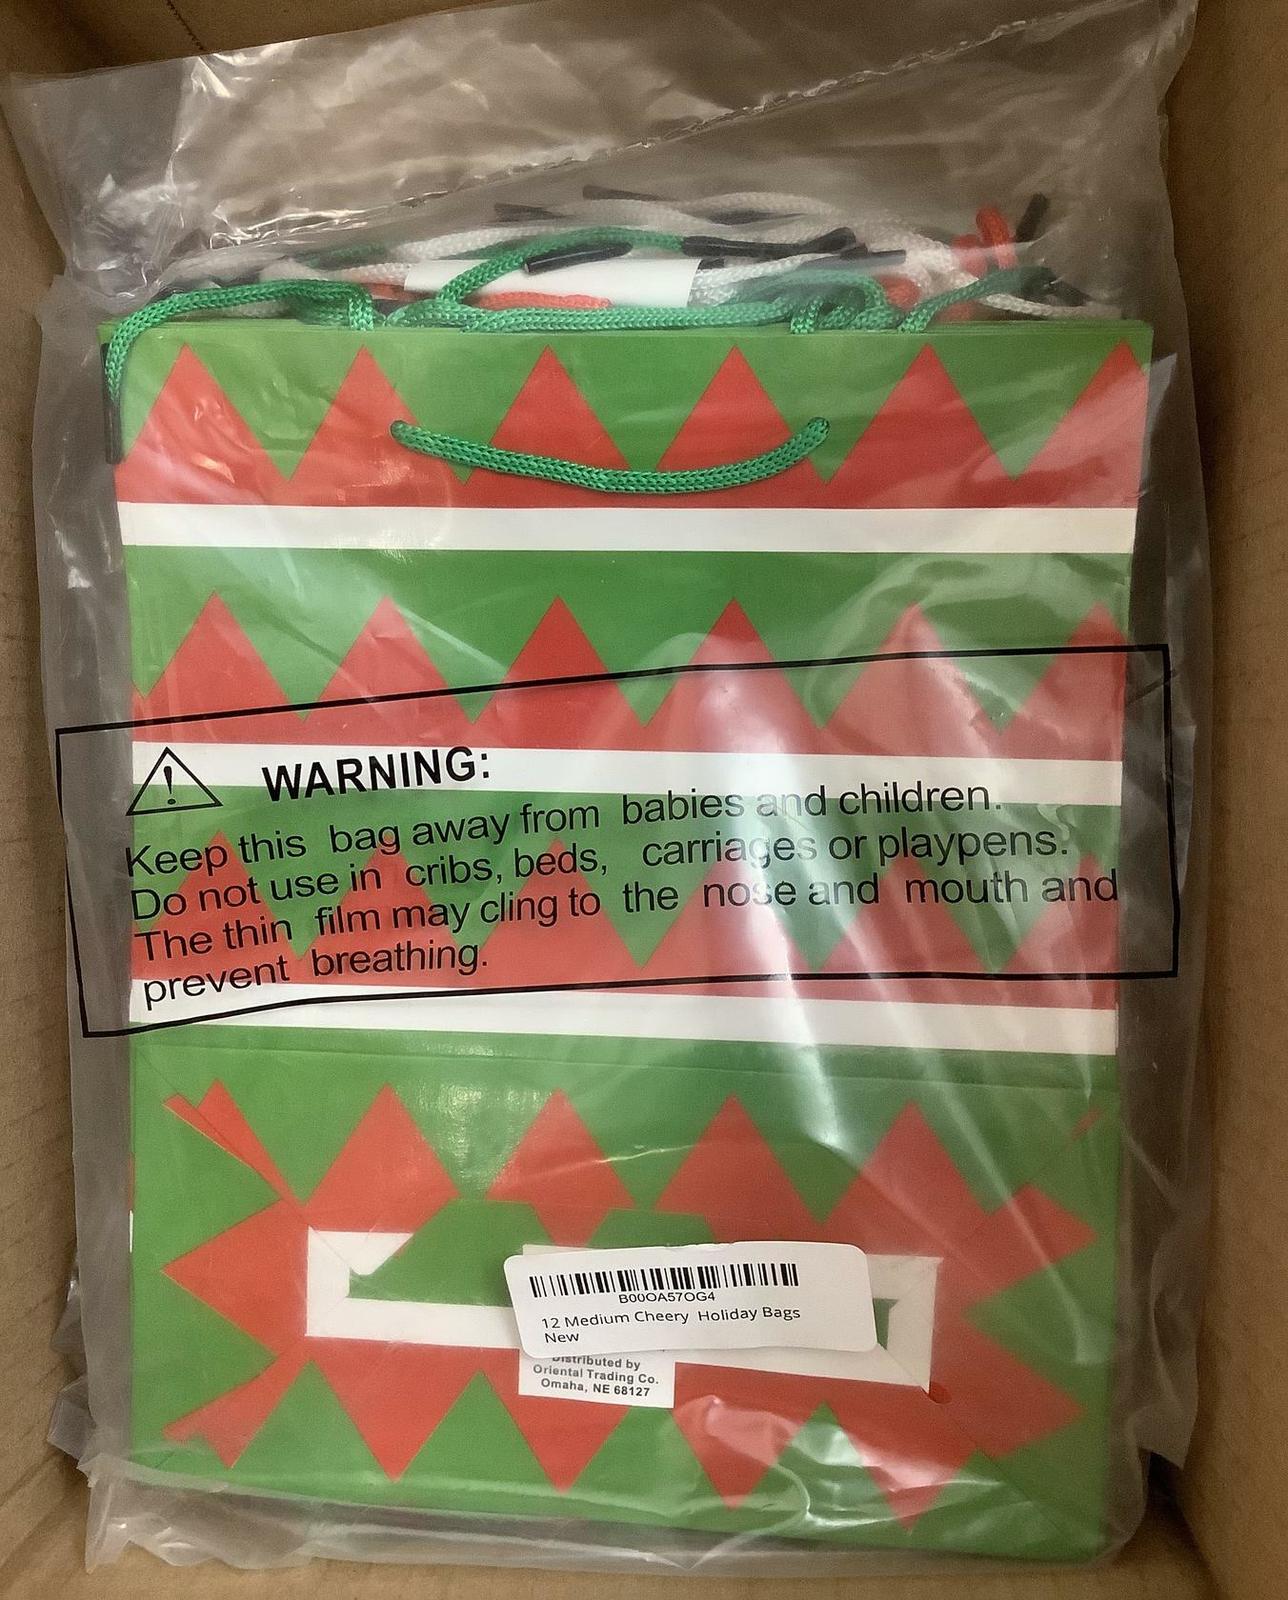 WARNING:
Keep this bag away from babies and children.
Do not use in cribs, beds, carriages or playpens.
The thin film may cling to the nose and mouth and
prevent breathing.
B00OA57OG4
12 Medium Cheery Holiday Bags
New
Distributed by
Oriental Trading Co.
Omaha, NE 68127